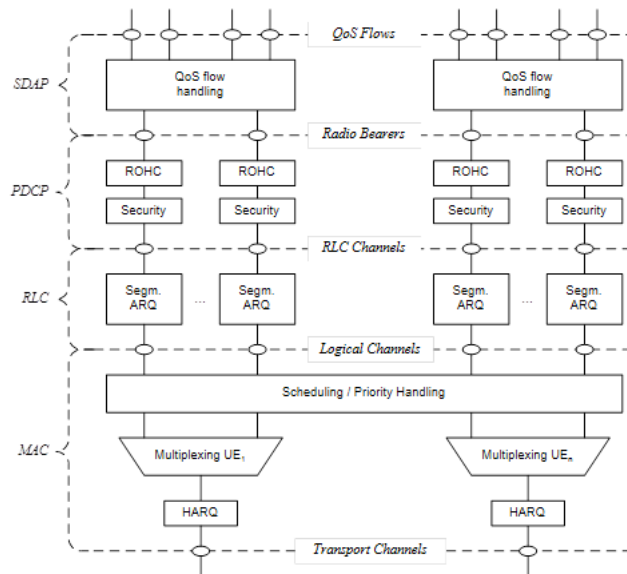 QoS Flows
SDAP
QoS flow
handling
QoS flow
handling
Radio Bearers
PDCP
ROHC
ROHC
ROHC
ROHC
Security
Security
Security
Security
RLC Channels
RLC
Segm.
ARQ
...
Segm.
ARQ
Segm.
ARQ
...
Segm.
ARQ
Logical Channels
MAC
Scheduling / Priority Handling
Multiplexing UE1
Multiplexing UEn
HARQ
HARQ
Transport Channels